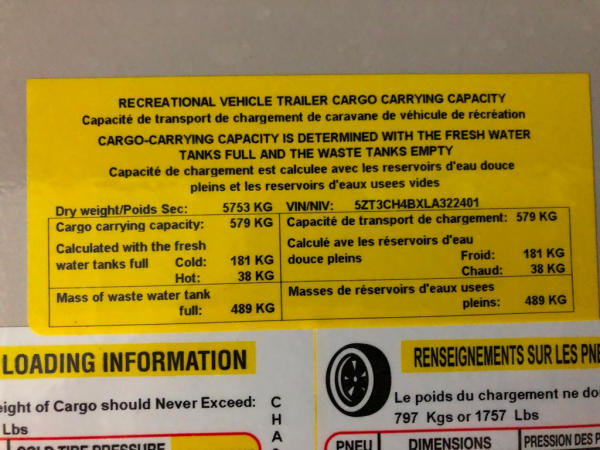 RECREATIONAL VEHICLE TRAILER CARGO CARRYING CAPACITY
Capacité de transport de chargement de caravane de véhicule de récréation
CARGO-CARRYING CAPACITY IS DETERMINED WITH THE FRESH WATER
TANKS FULL AND THE WASTE TANKS EMPTY
Capacité de chargement est calculee avec les reservoirs d'eau douce
pleins et les reservoirs d'eaux usees vides
Dry weight/Poids Sec: 5753 KG VIN/NIV: 5ZT3CH4BXLA322401
Cargo carrying capacity: 579 KG Capacité de transport de chargement: 579 KG
Calculated with the fresh Calculé ave les réservoirs d'eau
water tanks full Cold: 181 KG douce pleins Froid: 181 KG
Hot: 38 KG Chaud: 38 KG
Mass of waste water tank Masses de réservoirs d'eaux usees
full: 489 KG pleins: 489 KG
LOADING INFORMATION RENSEIGNEMENTS SUR LES PNE
eight of Cargo should Never Exceed: C Le poids du chargement ne do
Lbs H 797 Kgs or 1757 Lbs
COLD TIRE PRESSURE A PNEU DIMENSIONS PRESSION DES P